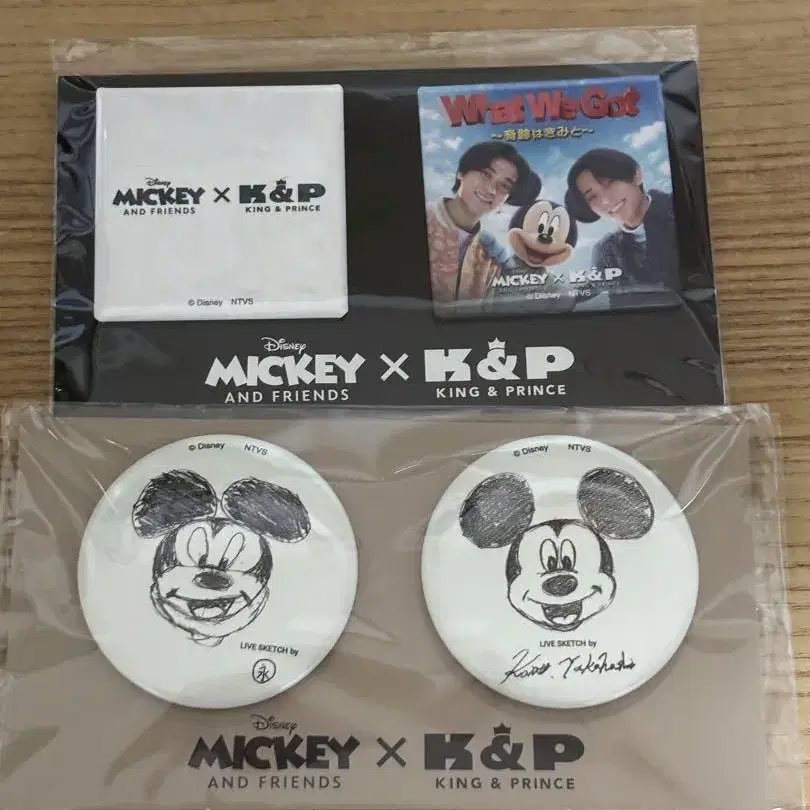 Disney
MICKEY × K&P
AND FRIENDS KING & PRINCE
© Disney NTVS
What We Got
～奇跡はきみと～
MICKEY × K&P
KING & PRINCE
© Disney NTVS
Disney
MICKEY × K&P
AND FRIENDS KING & PRINCE
© Disney NTVS
LIVE SKETCH by
永
© Disney NTVS
LIVE SKETCH by
Kaito. Takahashi
Disney
MICKEY × K&P
AND FRIENDS KING & PRINCE